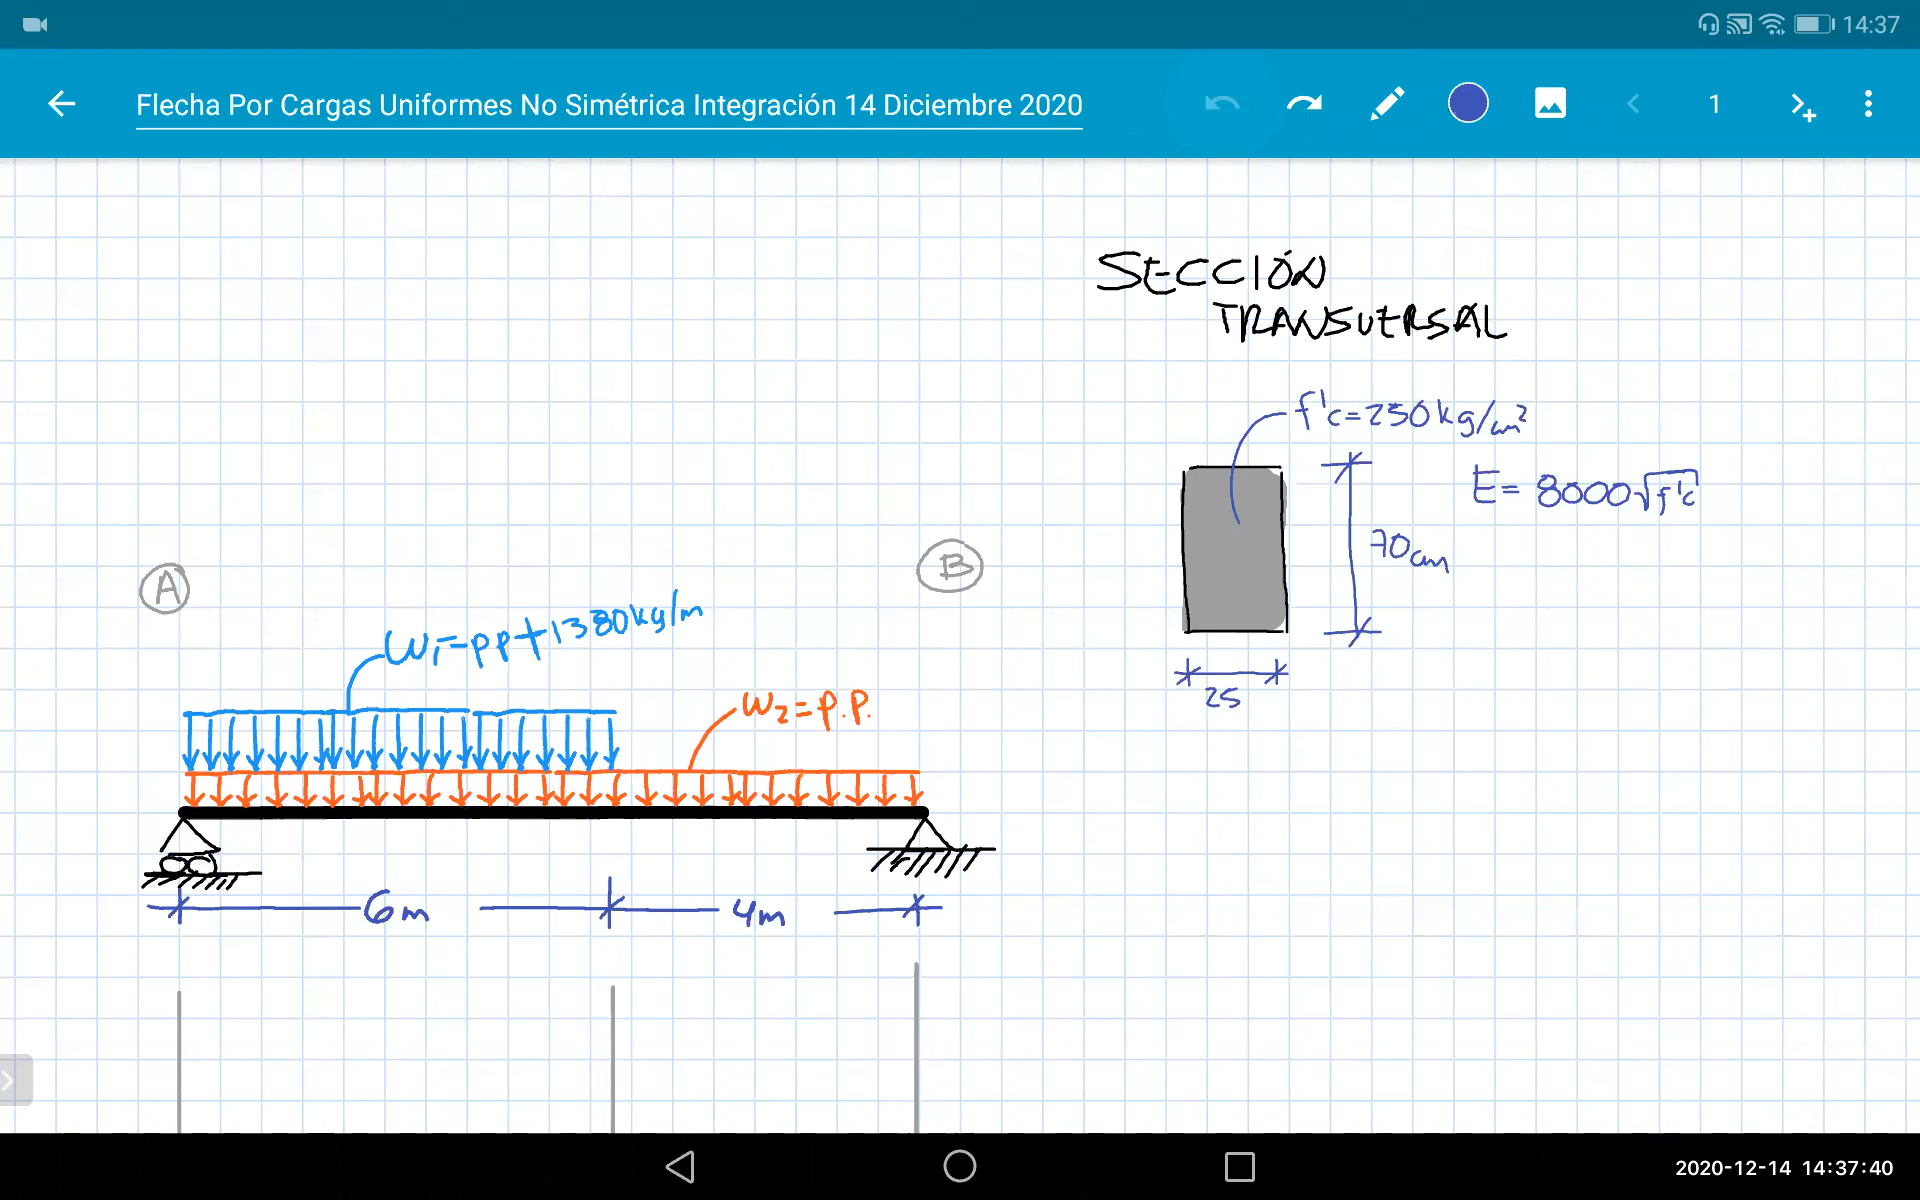 14:37
Flecha Por Cargas Uniformes No Simétrica Integración 14 Diciembre 2020
1
SECCIÓN
TRANSVERSAL
f'c=250kg/cm²
E= 8000√f'c
70cm
25
A
B
W1=pp+1380kg/m
W2=p.p.
6m
4m
2020-12-14 14:37:40